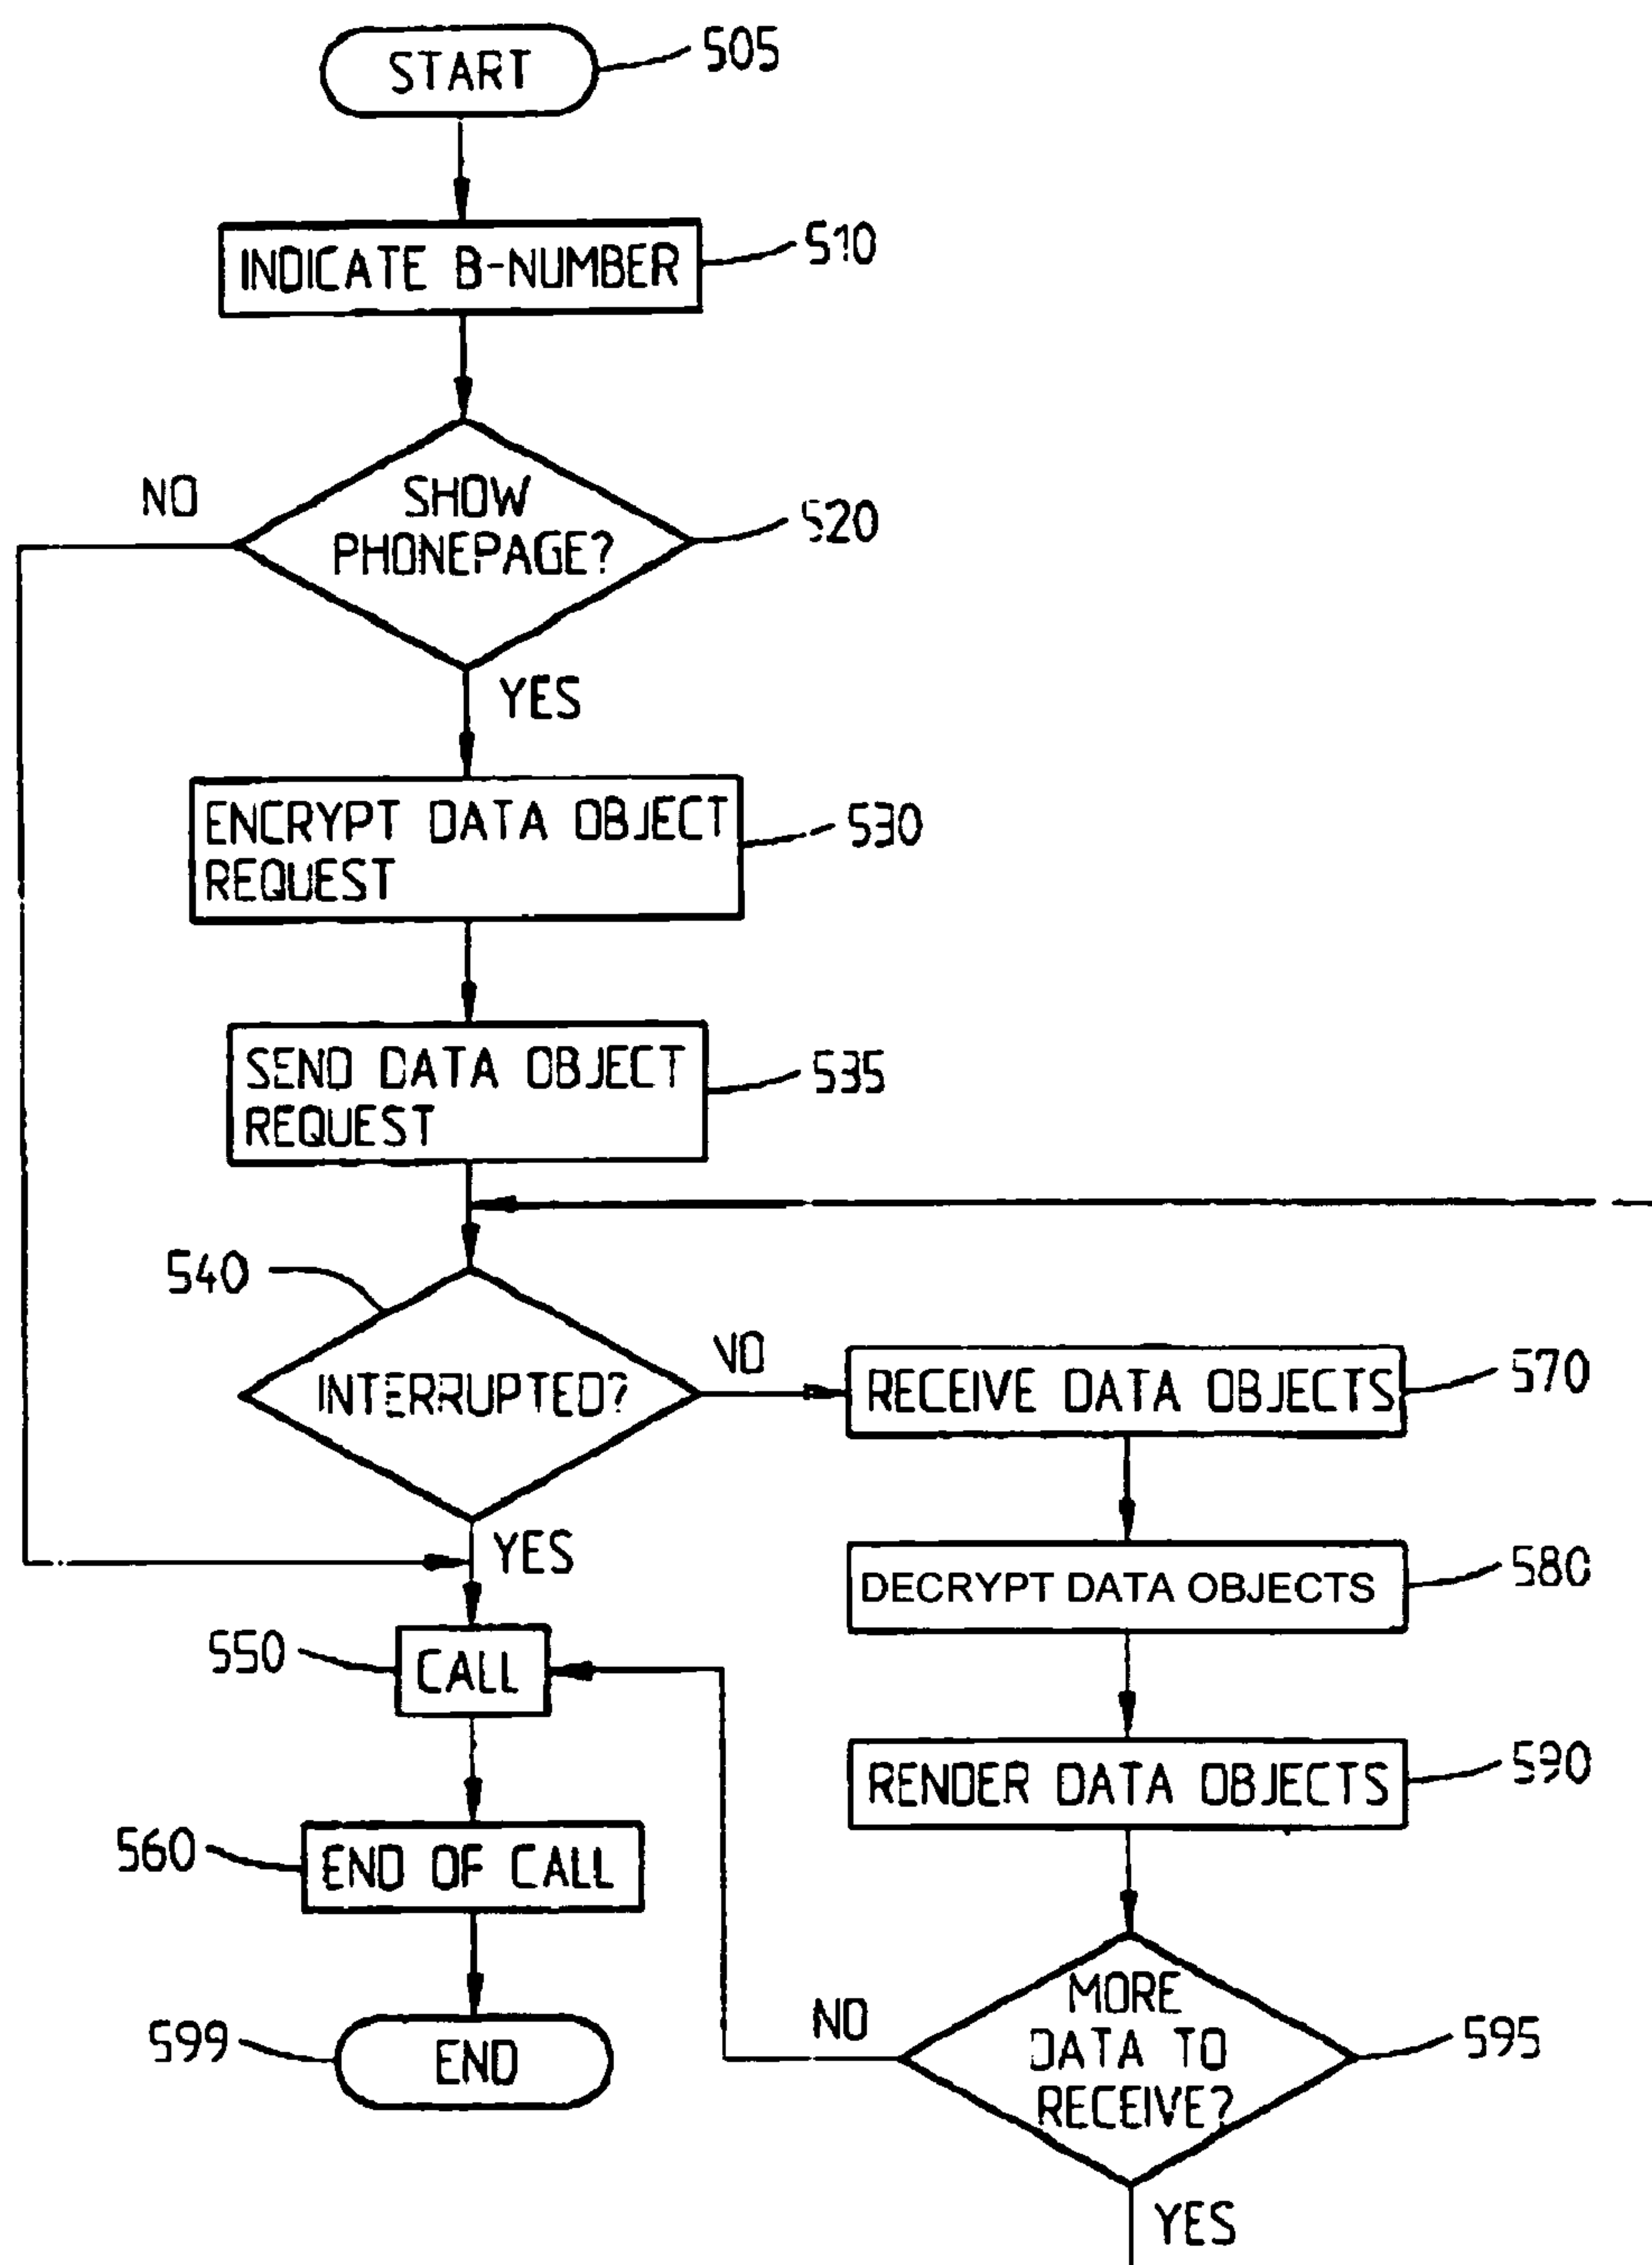 START
505
INDICATE B-NUMBER
510
NO
SHOW
PHONEPAGE?
520
YES
ENCRYPT DATA OBJECT
REQUEST
530
SEND DATA OBJECT
REQUEST
535
540
INTERRUPTED?
NO
RECEIVE DATA OBJECTS
570
YES
DECRYPT DATA OBJECTS
580
550
CALL
RENDER DATA OBJECTS
590
560
END OF CALL
599
END
NO
MORE
DATA TO
RECEIVE?
595
YES